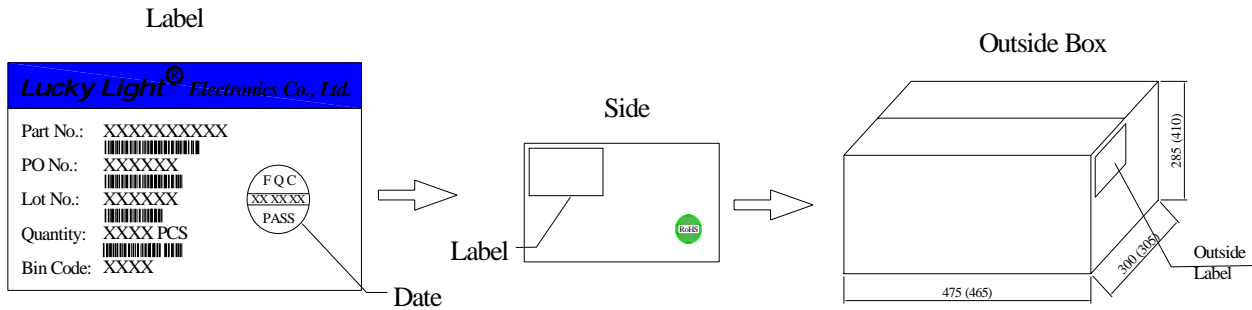 Label
Lucky Light® Electronics Co., Ltd.
Part No.: XXXXXXXXXX
PO No.: XXXXXX
Lot No.: XXXXXX
Quantity: XXXX PCS
Bin Code: XXXX
FQC
XX XX XX
PASS
Date
Side
Label
RoHS
Outside Box
285 (410)
300 (305)
475 (465)
Outside
Label